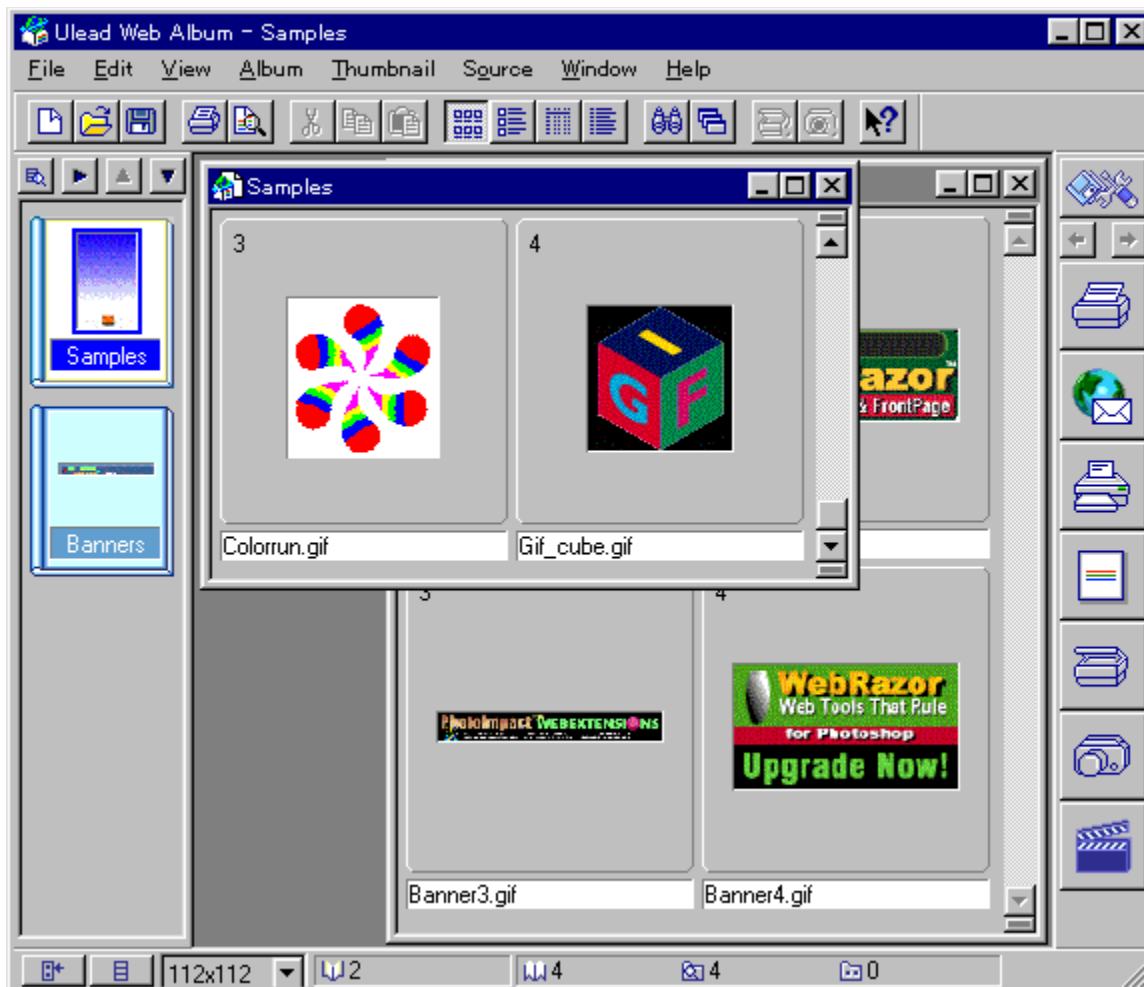 Ulead Web Album - Samples
File Edit View Album Thumbnail Source Window Help
Samples
Banners
Samples
3
4
G I F
Colorrun.gif
Gif_cube.gif
azor
& FrontPage
3
4
PhotoImpact WEBEXTENSIONS
WebRazor
Web Tools That Rule
for Photoshop
Upgrade Now!
Banner3.gif
Banner4.gif
112x112
2
4
4
0